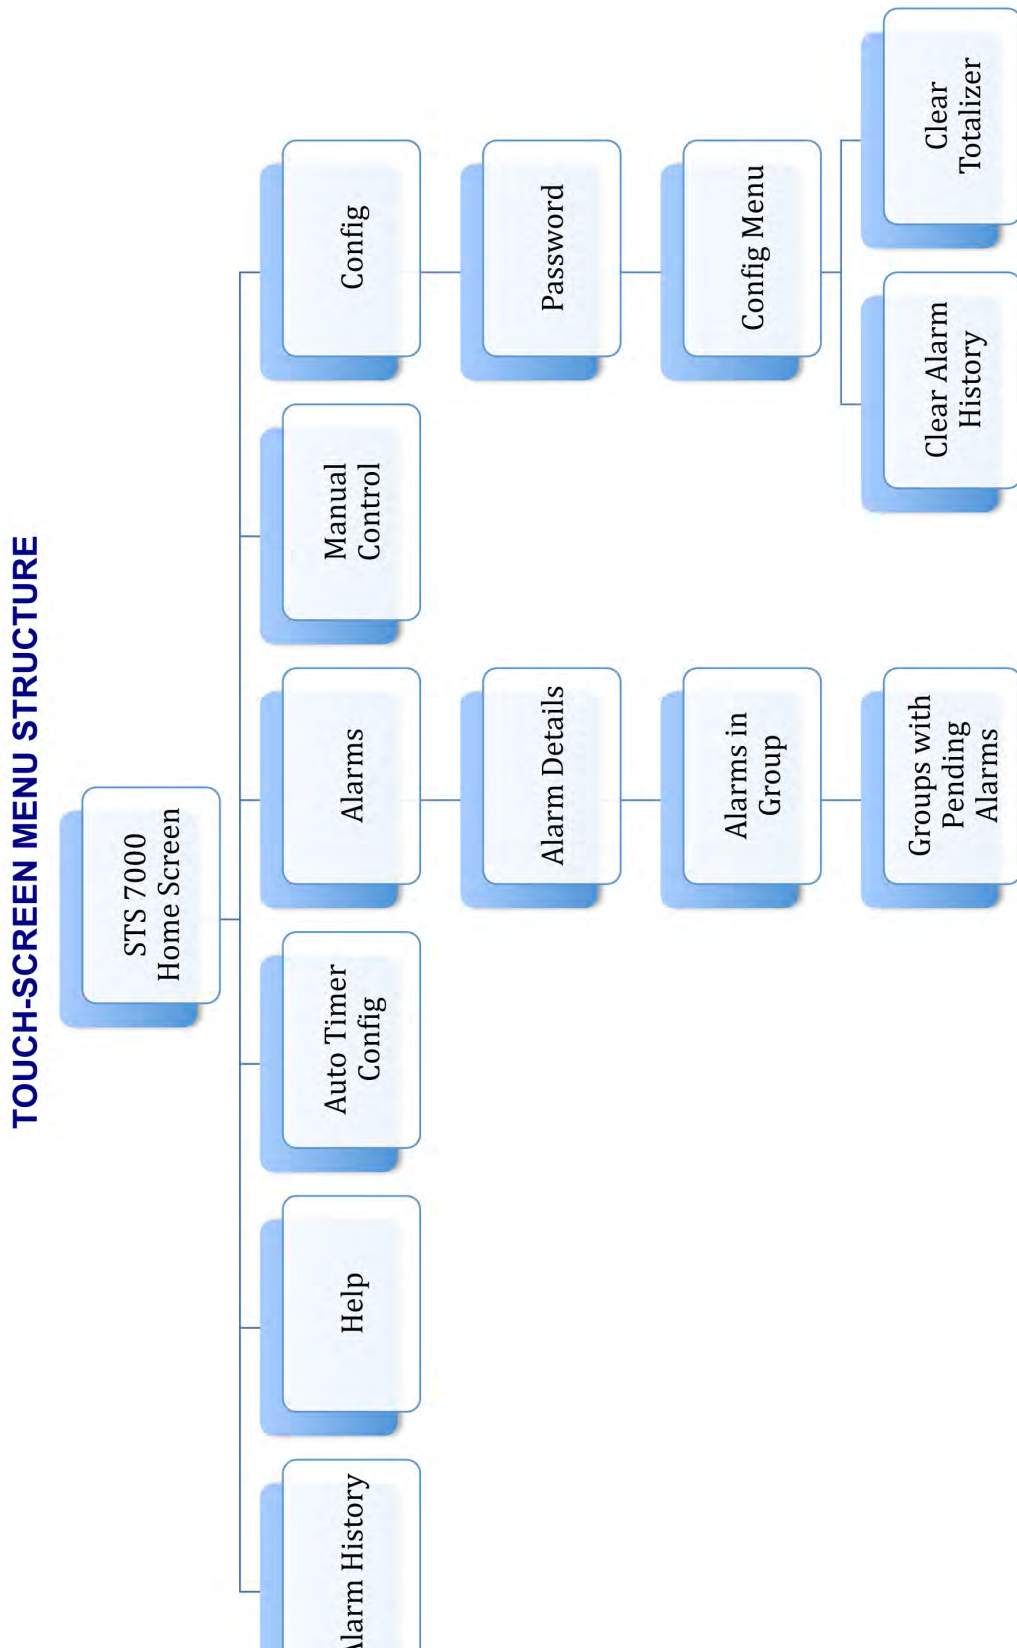 TOUCH-SCREEN MENU STRUCTURE
STS 7000
Home Screen
Alarm History
Help
Auto Timer
Config
Alarms
Manual
Control
Config
Alarm Details
Password
Alarms in
Group
Config Menu
Groups with
Pending
Alarms
Clear Alarm
History
Clear
Totalizer